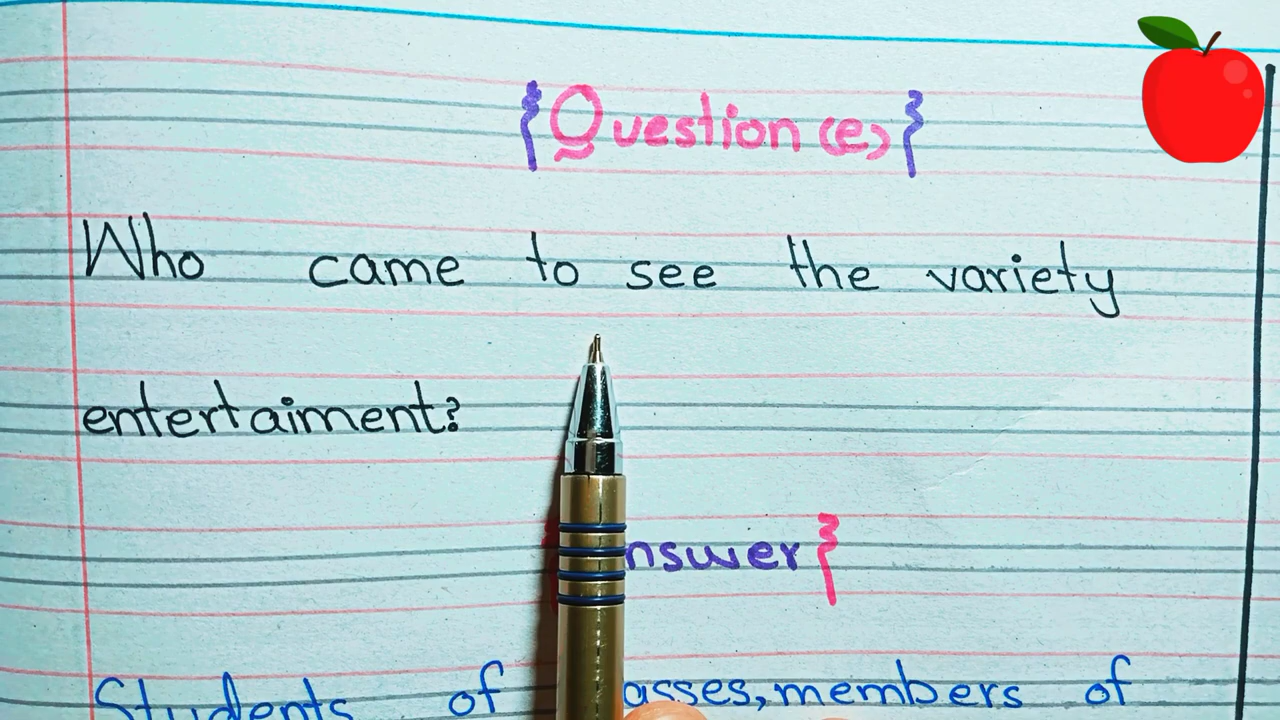 {Question (e)}
Who came to see the variety
entertaiment?
nswer}
Students of asses, members of